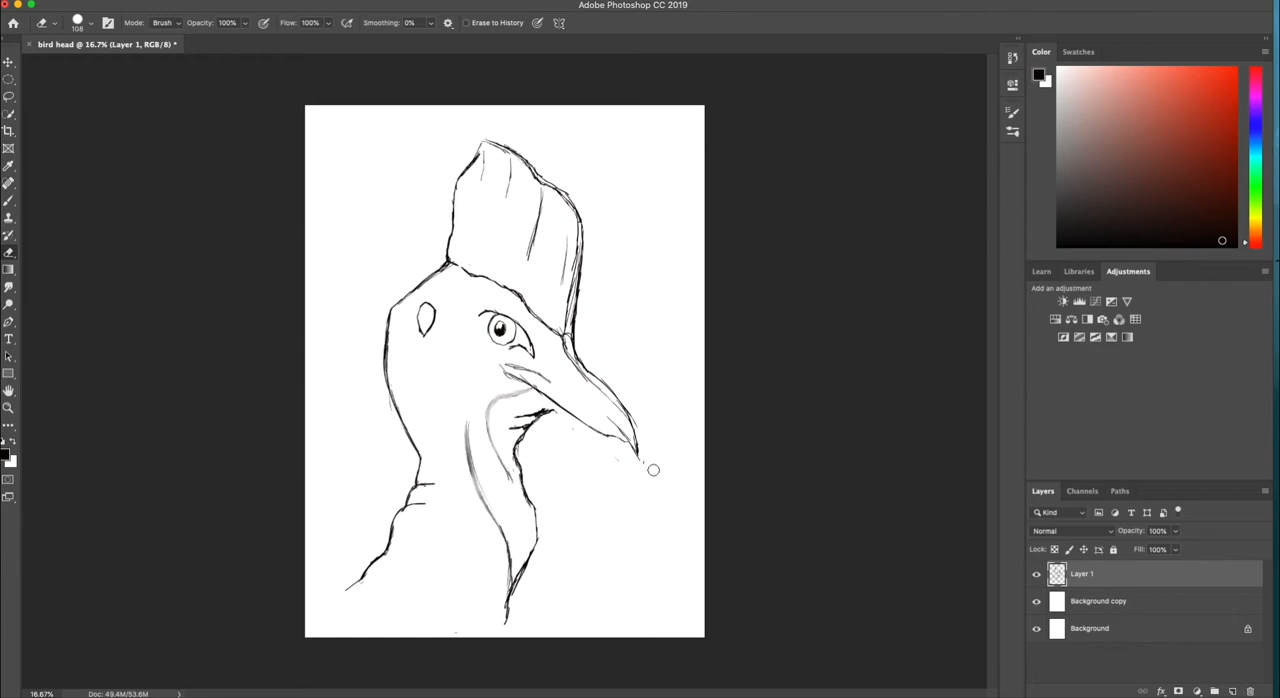 Adobe Photoshop CC 2019
108 Mode: Brush Opacity: 100% Flow: 100% Smoothing: 0% Erase to History
× bird head @ 16.7% (Layer 1, RGB/8) *
Color Swatches
Learn Libraries Adjustments
Add an adjustment
Layers Channels Paths
Kind
Normal Opacity: 100%
Lock: Fill: 100%
Layer 1
Background copy
Background
16.67% Doc: 49.4M/53.6M
fx